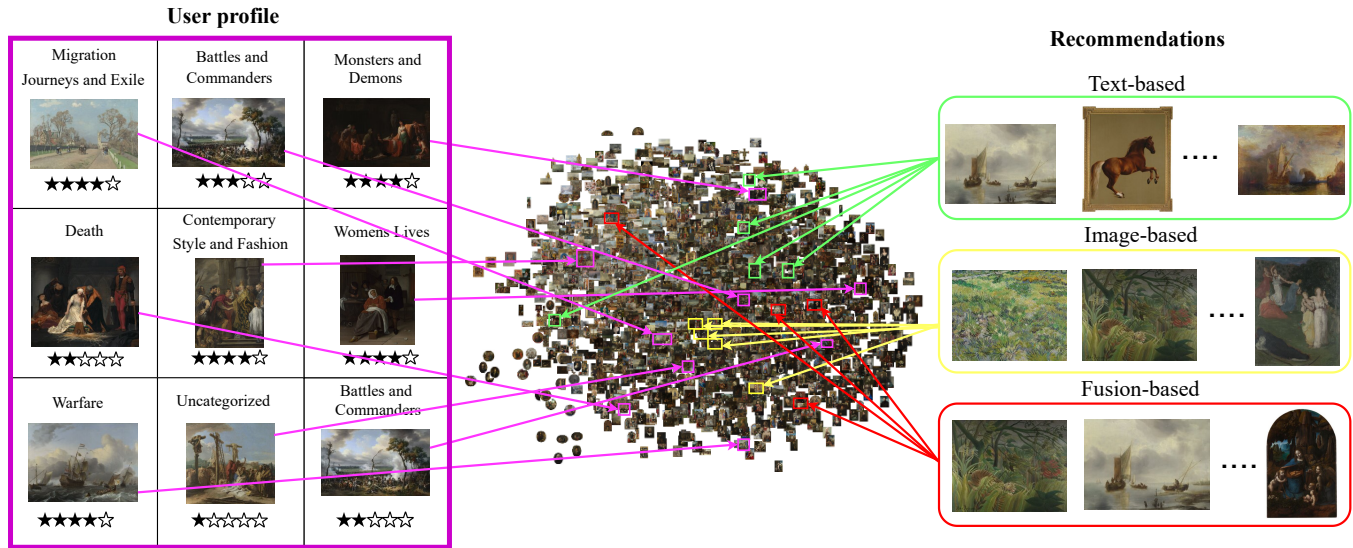 User profile
Migration
Journeys and Exile
Battles and
Commanders
Monsters and
Demons
Death
Contemporary
Style and Fashion
Womens Lives
Warfare
Uncategorized
Battles and
Commanders
Recommendations
Text-based
....
Image-based
....
Fusion-based
....